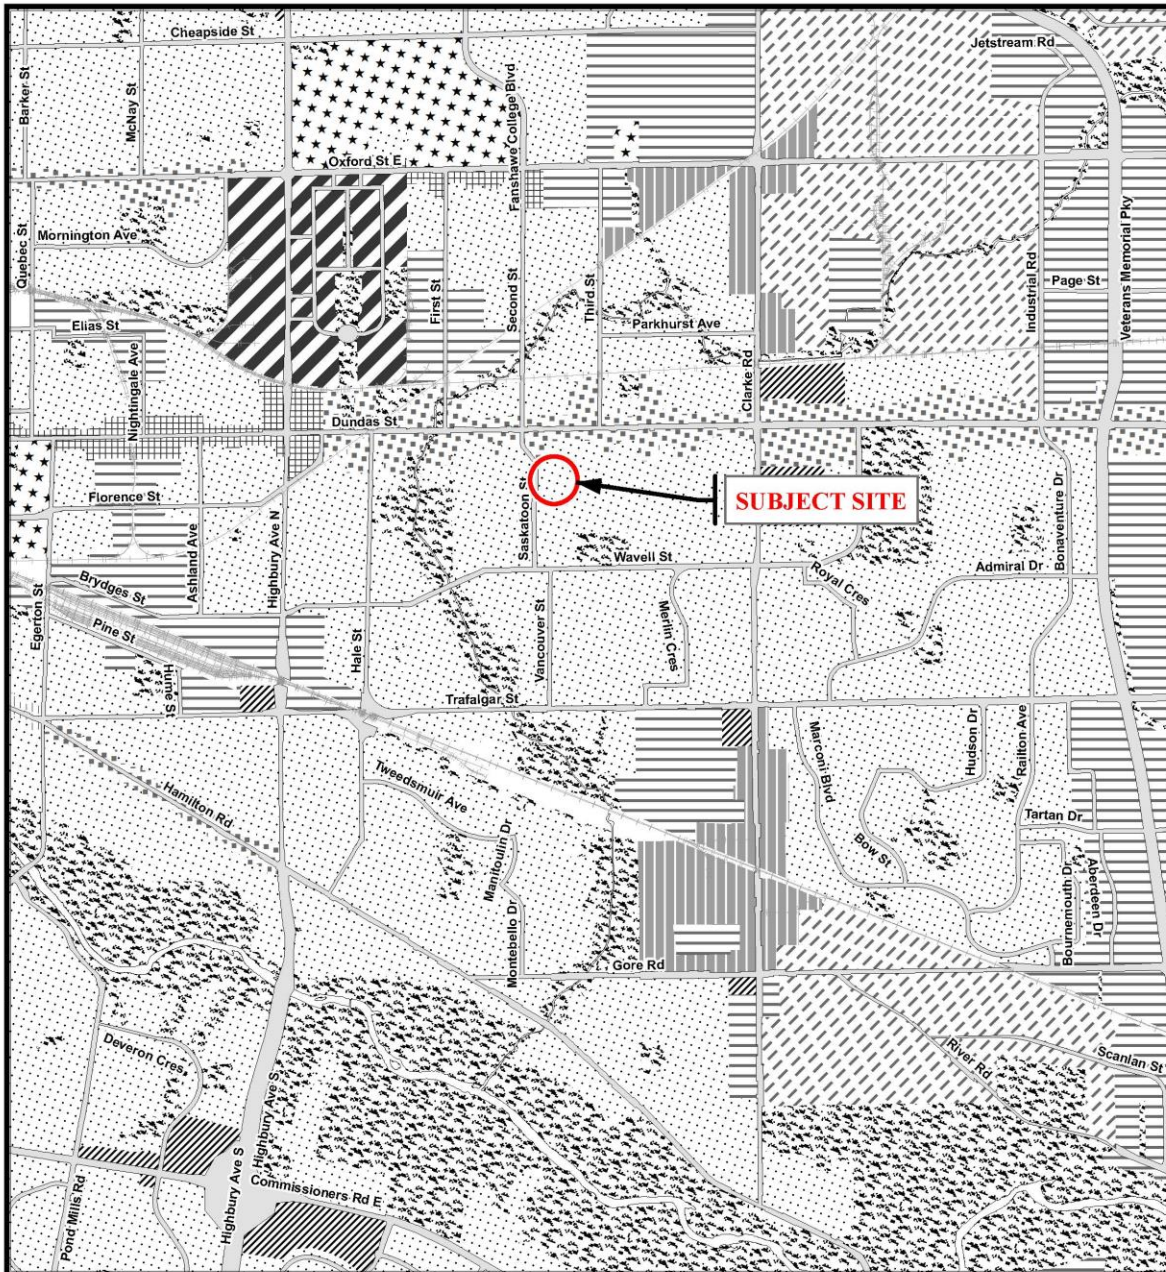 Cheapside St
Jetstream Rd
Barker St
McNay St
Fanshawe College Blvd
Oxford St E
Quebec St
Mornington Ave
First St
Second St
Third St
Industrial Rd
Veterans Memorial Pky
Page St
Elias St
Parkhurst Ave
Nightingale Ave
Clarke Rd
Dundas St
SUBJECT SITE
Florence St
Saskatoon St
Bonaventure Dr
Ashland Ave
Highbury Ave N
Wavell St
Admiral Dr
Royal Cres
Egerton St
Brydges St
Pine St
Hume St
Hale St
Vancouver St
Merlin Cres
Trafalgar St
Marconi Blvd
Hudson Dr
Railton Ave
Tweedsmuir Ave
Hamilton Rd
Manitoulin Dr
Tartan Dr
Bow St
Bournemouth Dr
Aberdeen Dr
Montebello Dr
Gore Rd
Deveron Cres
River Rd
Scanlan St
Highbury Ave S
Highbury Ave S
Commissioners Rd E
Pond Mills Rd